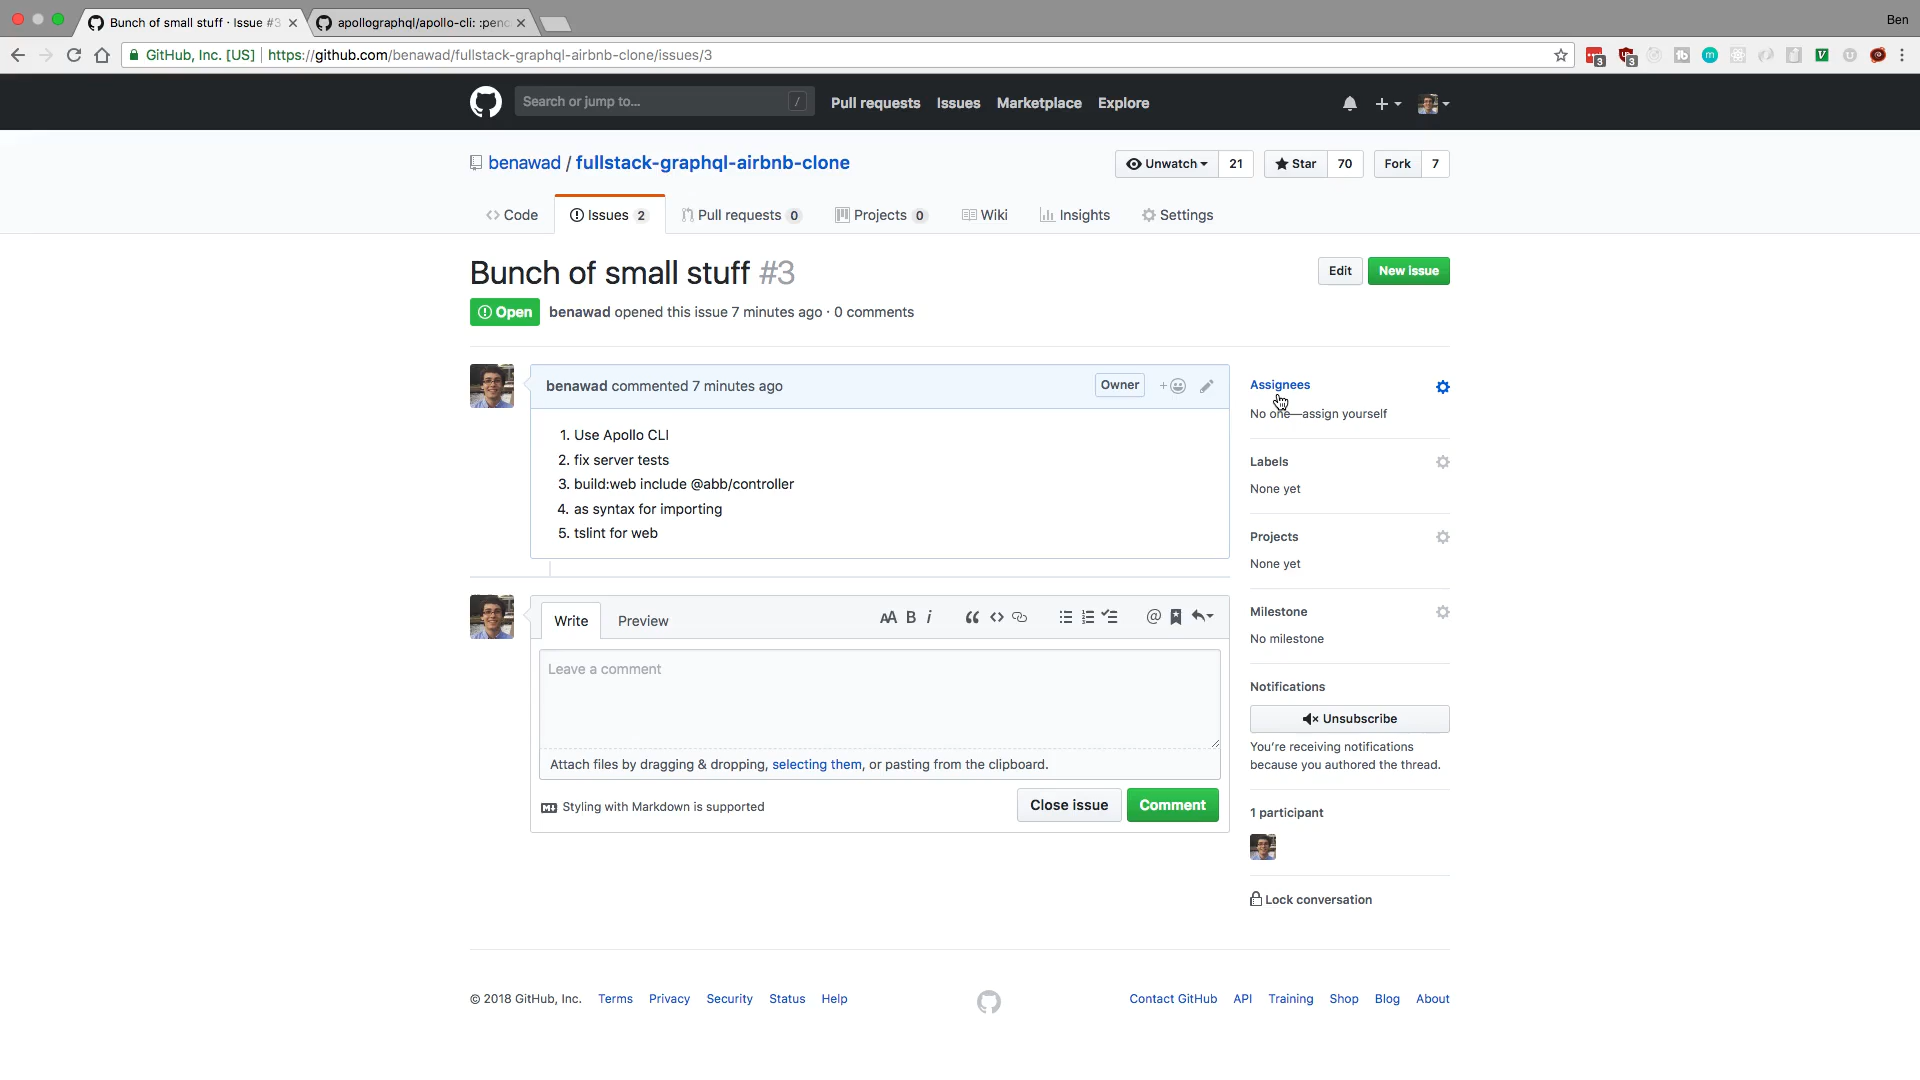 Bunch of small stuff · Issue #3
apollographql/apollo-cli: :penc
Ben
GitHub, Inc. [US]
https://github.com/benawad/fullstack-graphql-airbnb-clone/issues/3
Search or jump to... /
Pull requests
Issues
Marketplace
Explore
benawad / fullstack-graphql-airbnb-clone
Unwatch 21
Star 70
Fork 7
Code
Issues 2
Pull requests 0
Projects 0
Wiki
Insights
Settings
Bunch of small stuff #3
Edit
New issue
Open
benawad opened this issue 7 minutes ago · 0 comments
benawad commented 7 minutes ago
Owner
1. Use Apollo CLI
2. fix server tests
3. build:web include @abb/controller
4. as syntax for importing
5. tslint for web
Write
Preview
Leave a comment
Attach files by dragging & dropping, selecting them, or pasting from the clipboard.
Styling with Markdown is supported
Close issue
Comment
Assignees
No one—assign yourself
Labels
None yet
Projects
None yet
Milestone
No milestone
Notifications
Unsubscribe
You're receiving notifications
because you authored the thread.
1 participant
Lock conversation
© 2018 GitHub, Inc.
Terms
Privacy
Security
Status
Help
Contact GitHub
API
Training
Shop
Blog
About